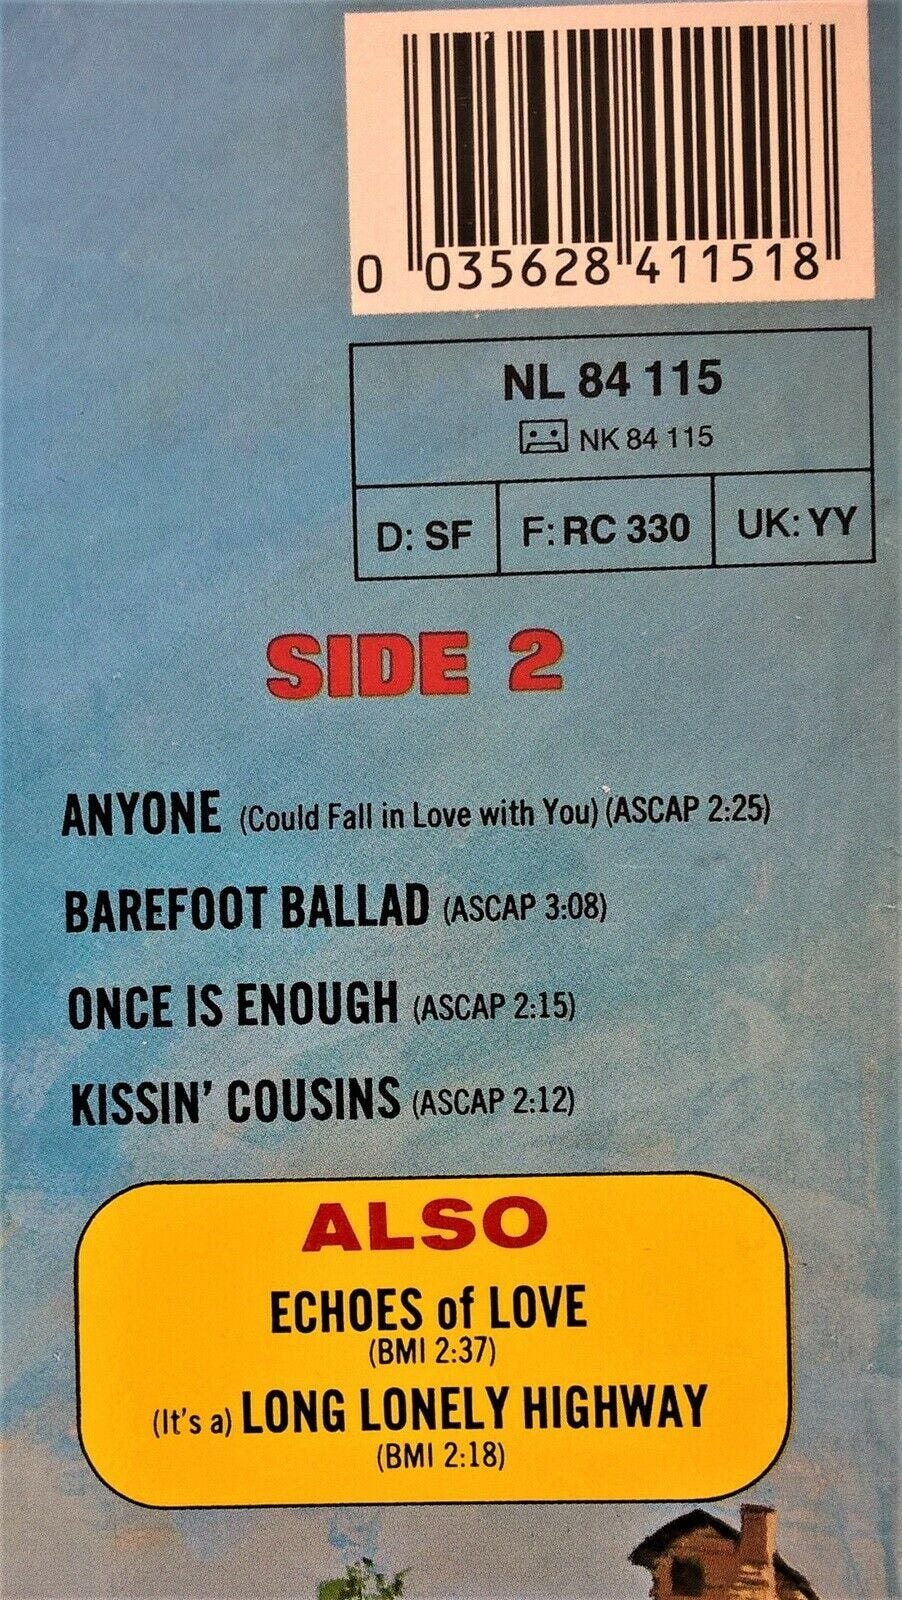 0 035628 411518
NL 84 115
NK 84 115
D: SF F: RC 330 UK: YY
SIDE 2
ANYONE (Could Fall in Love with You) (ASCAP 2:25)
BAREFOOT BALLAD (ASCAP 3:08)
ONCE IS ENOUGH (ASCAP 2:15)
KISSIN' COUSINS (ASCAP 2:12)
ALSO
ECHOES of LOVE
(BMI 2:37)
(It's a) LONG LONELY HIGHWAY
(BMI 2:18)